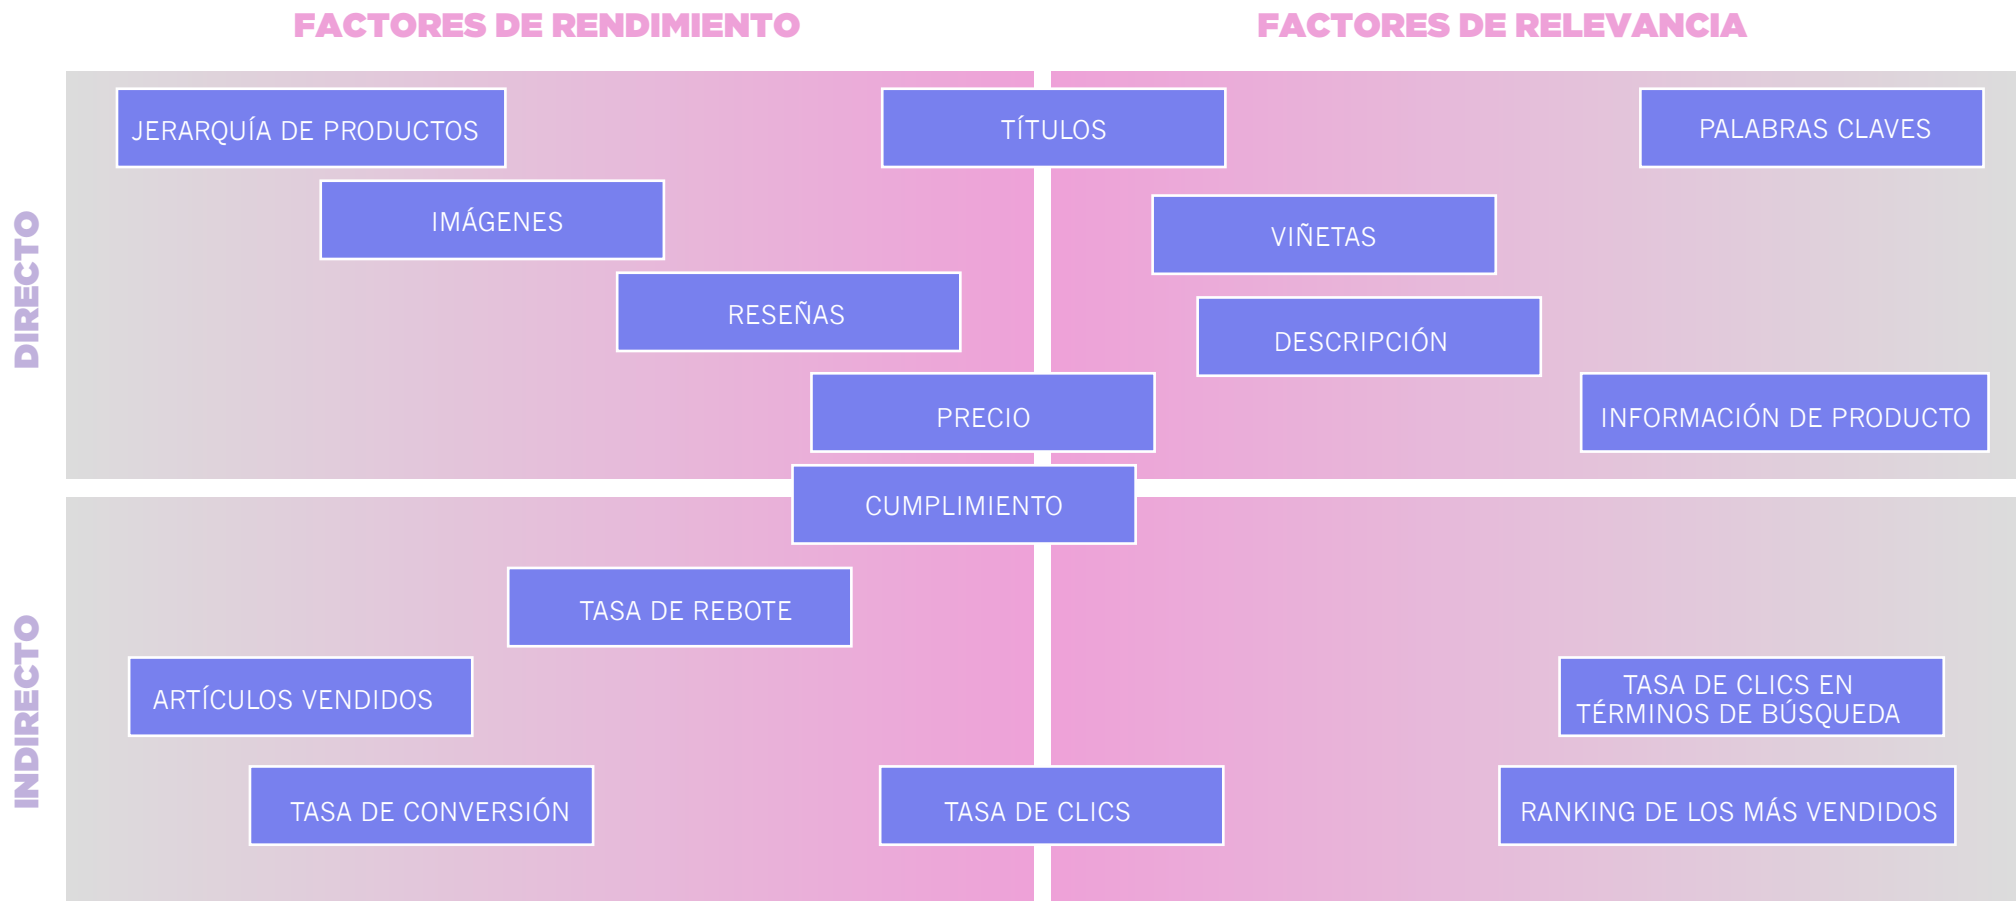 FACTORES DE RENDIMIENTO
FACTORES DE RELEVANCIA
DIRECTO
JERARQUÍA DE PRODUCTOS
TÍTULOS
PALABRAS CLAVES
IMÁGENES
VIÑETAS
RESEÑAS
DESCRIPCIÓN
PRECIO
INFORMACIÓN DE PRODUCTO
CUMPLIMIENTO
INDIRECTO
TASA DE REBOTE
ARTÍCULOS VENDIDOS
TASA DE CLICS EN
TÉRMINOS DE BÚSQUEDA
TASA DE CONVERSIÓN
TASA DE CLICS
RANKING DE LOS MÁS VENDIDOS